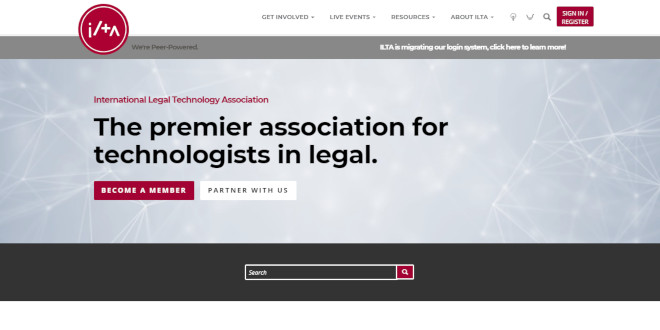 GET INVOLVED
LIVE EVENTS
RESOURCES
ABOUT ILTA
SIGN IN /
REGISTER
i/tΛ
We're Peer-Powered.
ILTA is migrating our login system, click here to learn more!
International Legal Technology Association
The premier association for
technologists in legal.
BECOME A MEMBER
PARTNER WITH US
Search